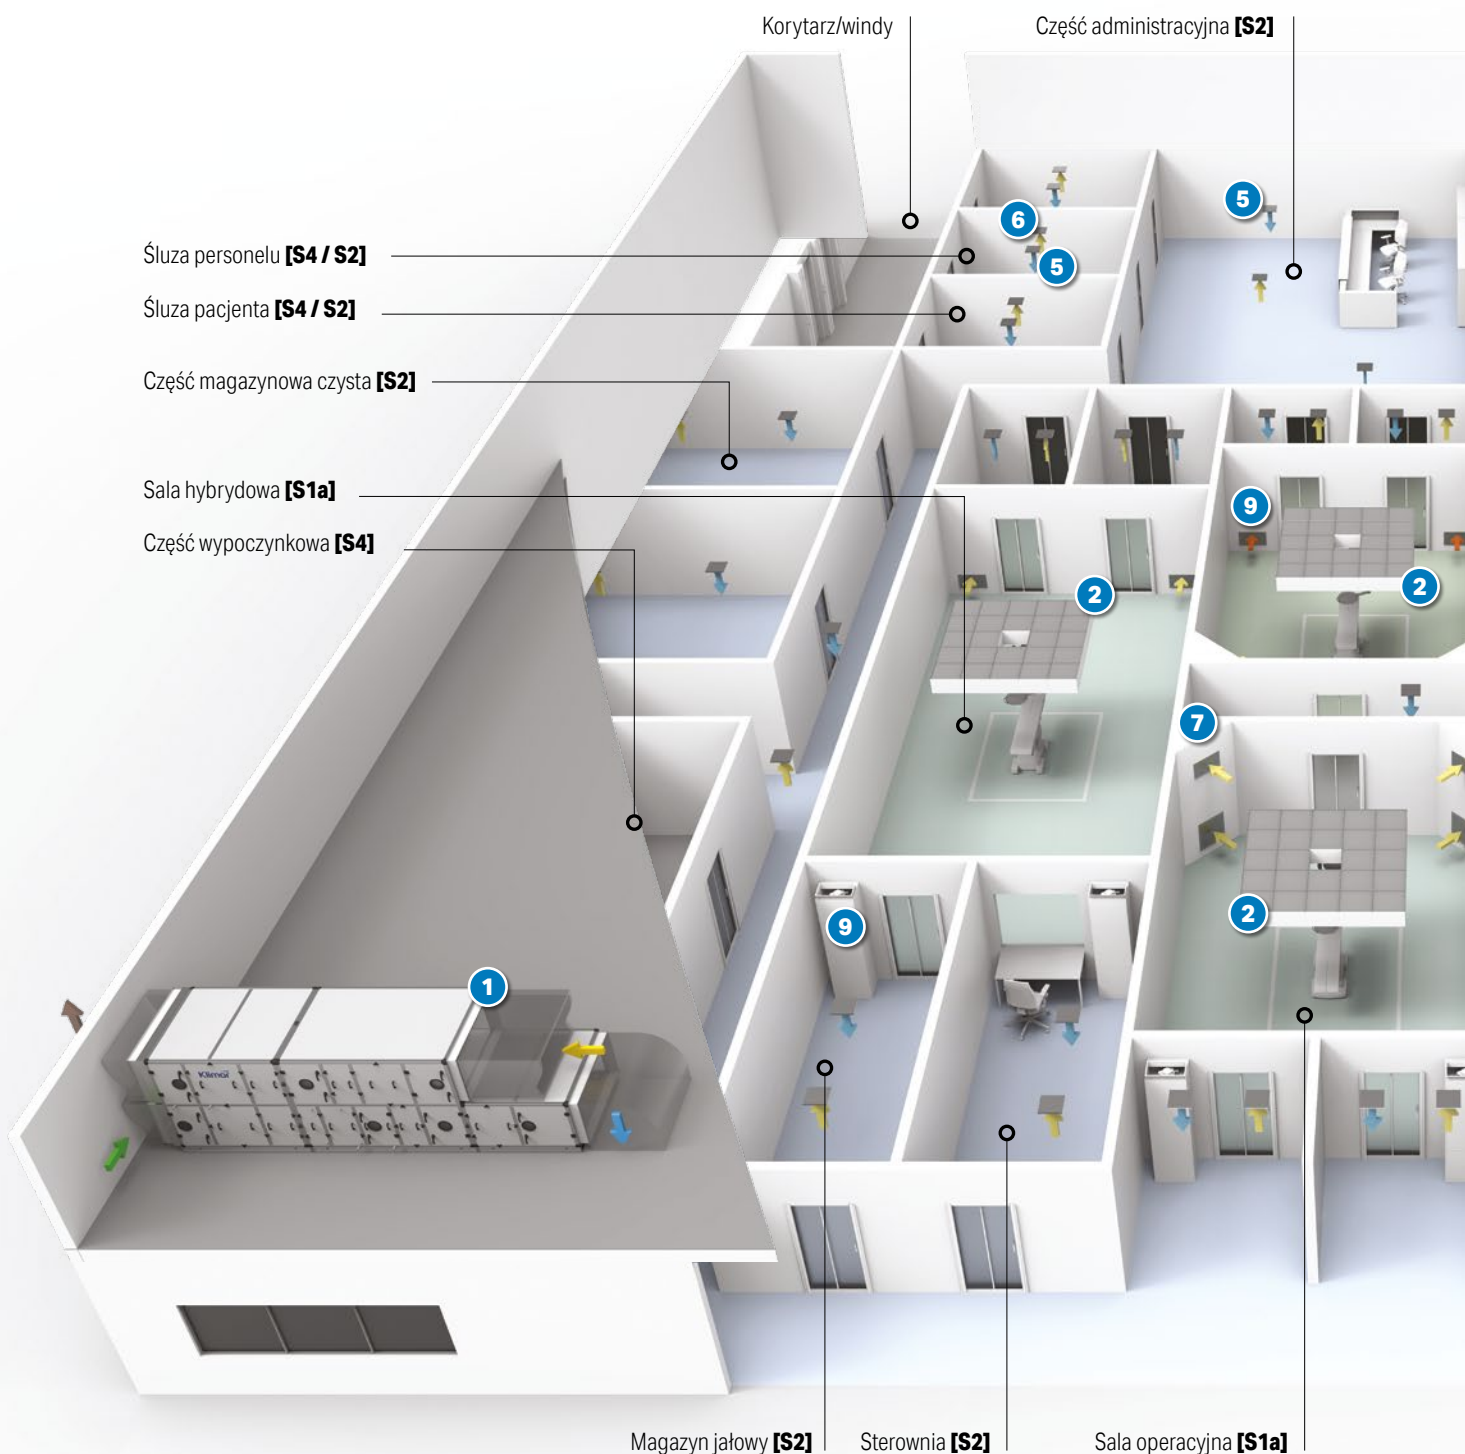 Korytarz/windy
Część administracyjna [S2]
5
6
Śluza personelu [S4 / S2]
5
Śluza pacjenta [S4 / S2]
Część magazynowa czysta [S2]
Sala hybrydowa [S1a]
9
Część wypoczynkowa [S4]
2
2
7
2
9
1
Klimor
Magazyn jałowy [S2]
Sterownia [S2]
Sala operacyjna [S1a]